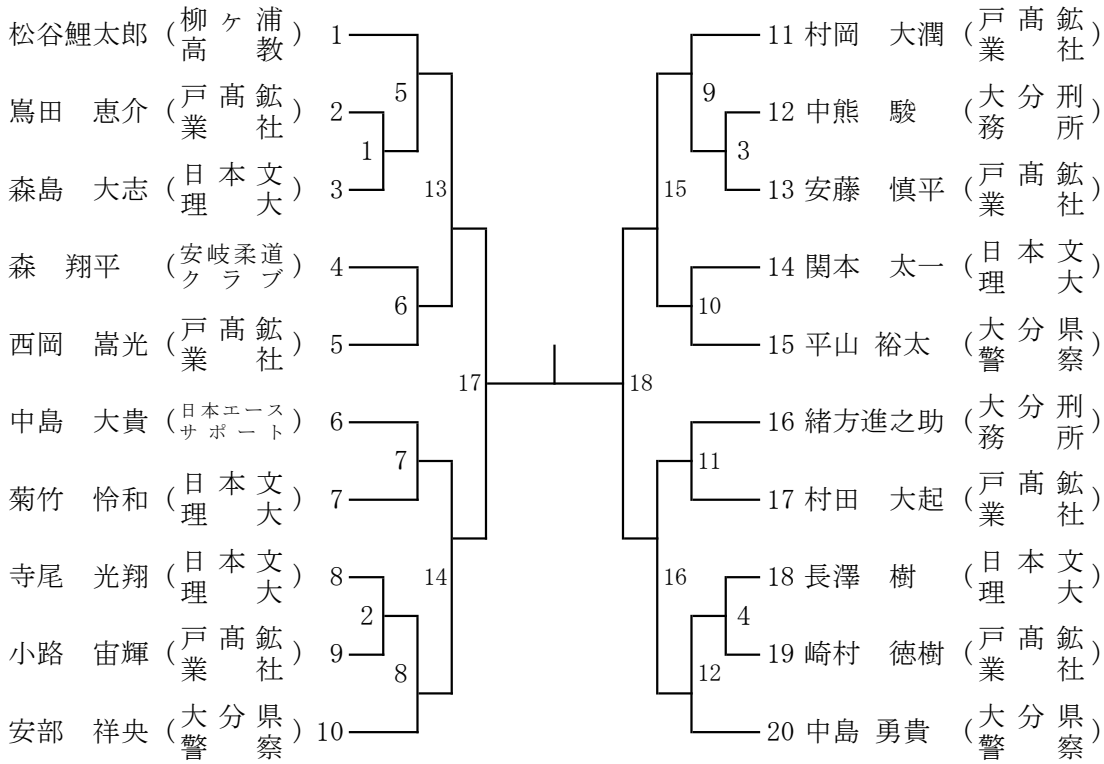 松谷鯉太郎 (柳ヶ浦高教) 1
嶌田 恵介 (戸髙鉱業社) 2
森島 大志 (日本文理大) 3
森 翔平 (安岐柔道クラブ) 4
西岡 嵩光 (戸髙鉱業社) 5
中島 大貴 (日本エースサポート) 6
菊竹 怜和 (日本文理大) 7
寺尾 光翔 (日本文理大) 8
小路 宙輝 (戸髙鉱業社) 9
安部 祥央 (大分県警察) 10
5
1
13
6
17
7
14
2
8
9
3
15
10
18
11
16
4
12
11 村岡 大潤 (戸髙鉱業社)
12 中熊 駿 (大分刑務所)
13 安藤 慎平 (戸髙鉱業社)
14 関本 太一 (日本文理大)
15 平山 裕太 (大分県警察)
16 緒方進之助 (大分刑務所)
17 村田 大起 (戸髙鉱業社)
18 長澤 樹 (日本文理大)
19 崎村 徳樹 (戸髙鉱業社)
20 中島 勇貴 (大分県警察)